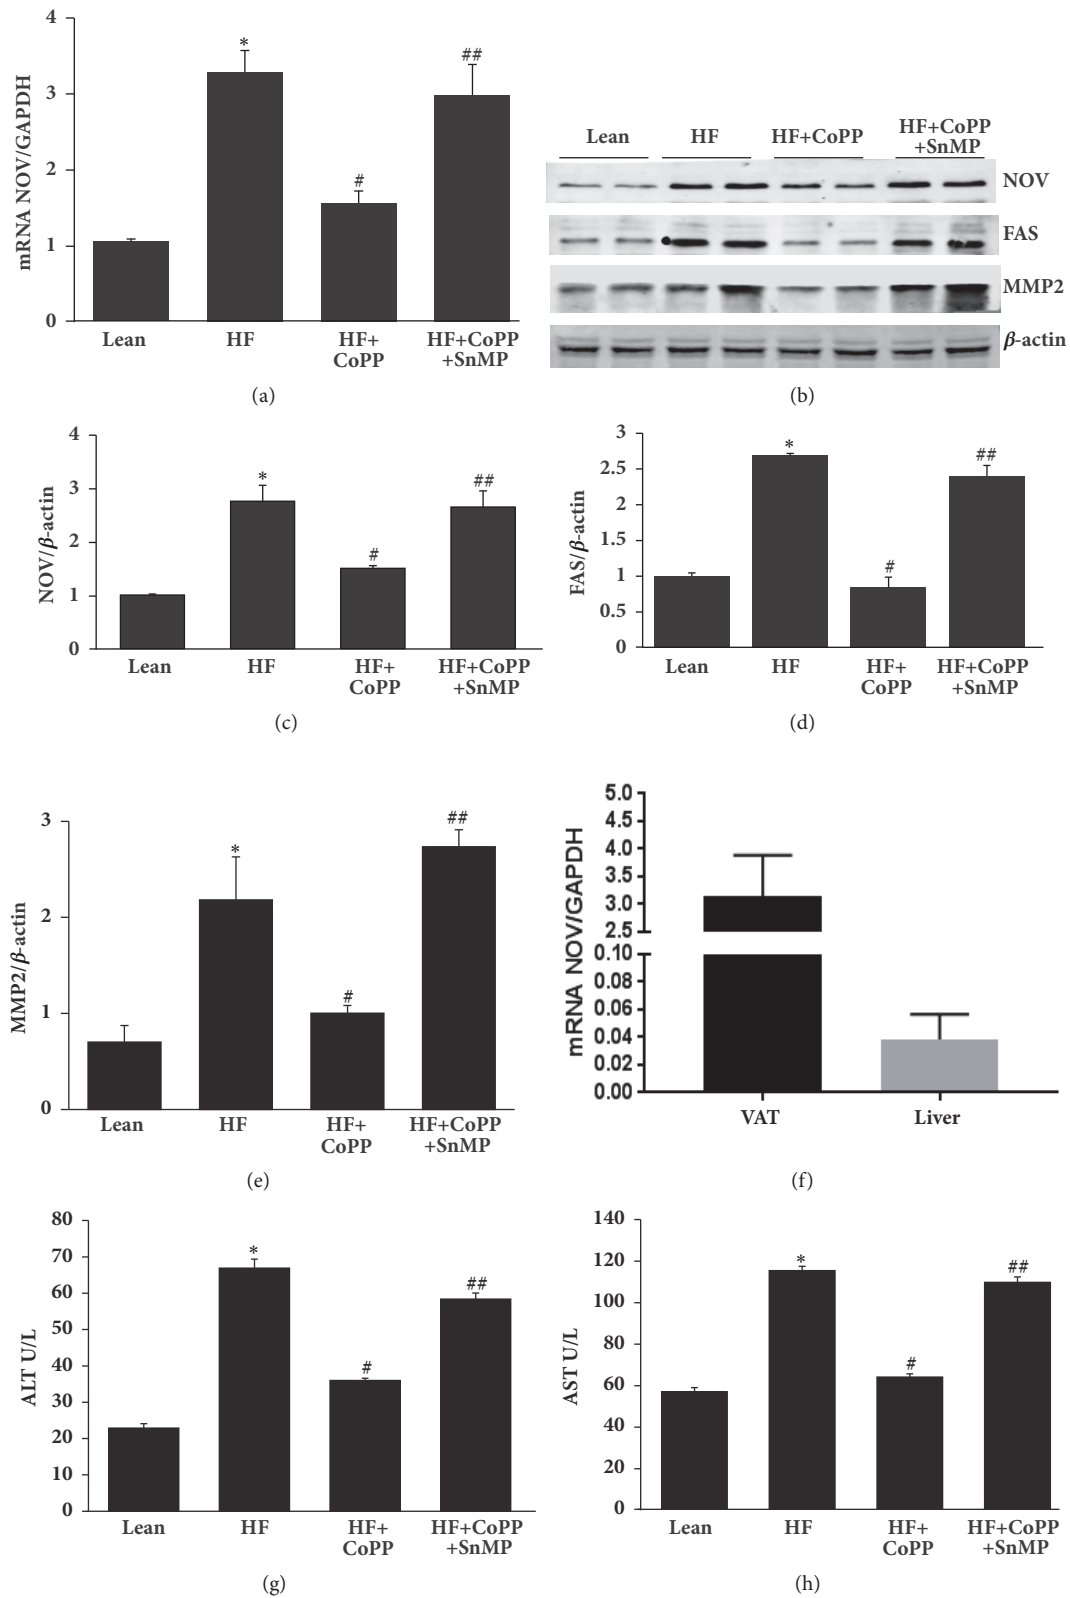 4
3
2
1
0
mRNA NOV/GAPDH
*
#
##
Lean
HF
HF+
CoPP
HF+CoPP
+SnMP
(a)
Lean
HF
HF+CoPP
HF+CoPP
+SnMP
NOV
FAS
MMP2
β-actin
(b)
4
3
2
1
0
NOV/β-actin
*
#
##
Lean
HF
HF+
CoPP
HF+CoPP
+SnMP
(c)
3
2.5
2
1.5
1
0.5
0
FAS/β-actin
*
#
##
Lean
HF
HF+
CoPP
HF+CoPP
+SnMP
(d)
3
2
1
0
MMP2/β-actin
*
#
##
Lean
HF
HF+
CoPP
HF+CoPP
+SnMP
(e)
5.0
4.5
4.0
3.5
3.0
2.5
0.10
0.08
0.06
0.04
0.02
0.00
mRNA NOV/GAPDH
VAT
Liver
(f)
80
70
60
50
40
30
20
10
0
ALT U/L
*
#
##
Lean
HF
HF+
CoPP
HF+CoPP
+SnMP
(g)
140
120
100
80
60
40
20
0
AST U/L
*
#
##
Lean
HF
HF+
CoPP
HF+CoPP
+SnMP
(h)